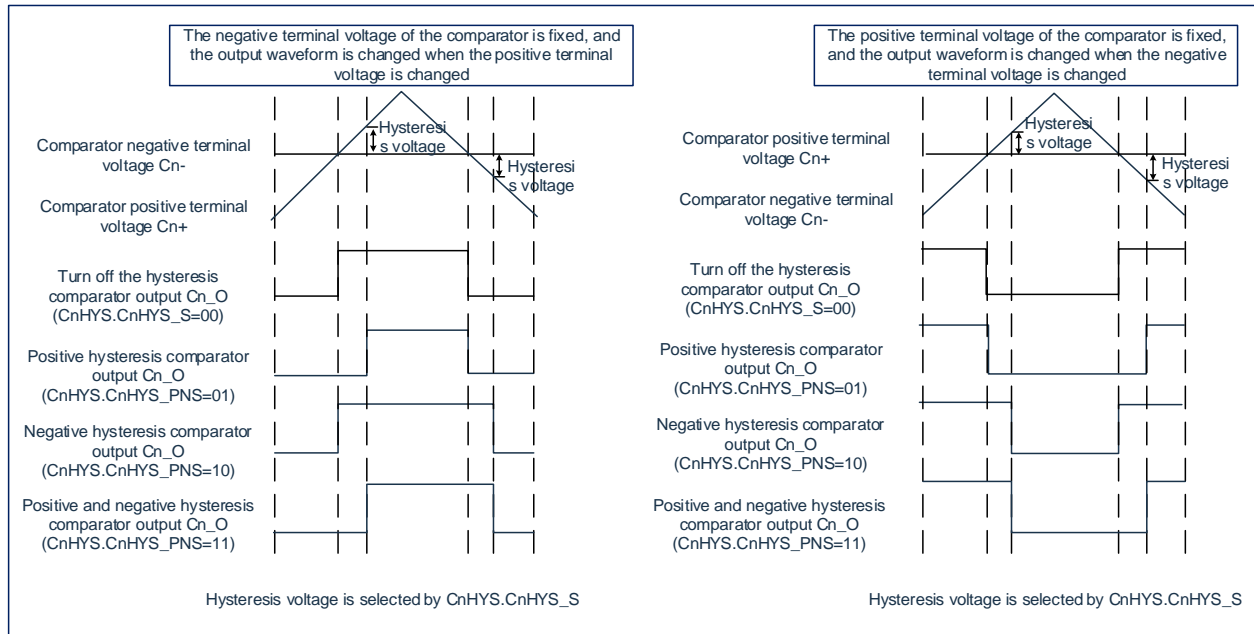 The negative terminal voltage of the comparator is fixed, and
the output waveform is changed when the positive terminal
voltage is changed
Hysteresi
s voltage
Hysteresi
s voltage
Comparator negative terminal
voltage Cn-
Comparator positive terminal
voltage Cn+
Turn off the hysteresis
comparator output Cn_O
(CnHYS.CnHYS_S=00)
Positive hysteresis comparator
output Cn_O
(CnHYS.CnHYS_PNS=01)
Negative hysteresis comparator
output Cn_O
(CnHYS.CnHYS_PNS=10)
Positive and negative hysteresis
comparator output Cn_O
(CnHYS.CnHYS_PNS=11)
Hysteresis voltage is selected by CnHYS.CnHYS_S
The positive terminal voltage of the comparator is fixed,
and the output waveform is changed when the negative
terminal voltage is changed
Hysteresi
s voltage
Hysteresi
s voltage
Comparator positive terminal
voltage Cn+
Comparator negative terminal
voltage Cn-
Turn off the hysteresis
comparator output Cn_O
(CnHYS.CnHYS_S=00)
Positive hysteresis comparator
output Cn_O
(CnHYS.CnHYS_PNS=01)
Negative hysteresis comparator
output Cn_O
(CnHYS.CnHYS_PNS=10)
Positive and negative hysteresis
comparator output Cn_O
(CnHYS.CnHYS_PNS=11)
Hysteresis voltage is selected by CnHYS.CnHYS_S